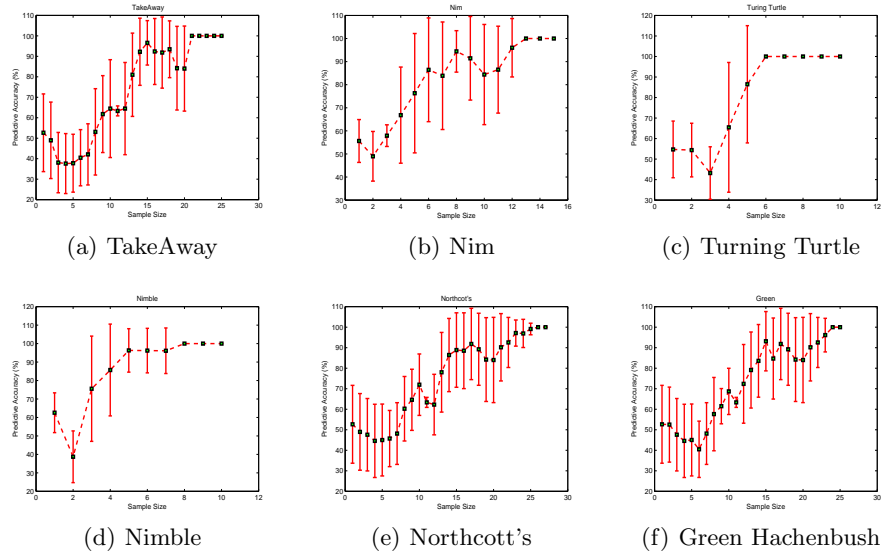 TakeAway
Predictive Accuracy (%)
110
100
90
80
70
60
50
40
30
20
0 5 10 15 20 25 30
Sample Size
(a) TakeAway
Nim
Predictive Accuracy (%)
110
100
90
80
70
60
50
40
30
0 2 4 6 8 10 12 14 16
Sample Size
(b) Nim
Turing Turtle
Predictive Accuracy (%)
120
110
100
90
80
70
60
50
40
30
0 2 4 6 8 10 12
Sample Size
(c) Turning Turtle
Nimble
Predictive Accuracy (%)
120
110
100
90
80
70
60
50
40
30
20
0 2 4 6 8 10 12
Sample Size
(d) Nimble
Northcot's
Predictive Accuracy (%)
110
100
90
80
70
60
50
40
30
20
0 5 10 15 20 25 30
Sample Size
(e) Northcott's
Green
Predictive Accuracy (%)
110
100
90
80
70
60
50
40
30
20
0 5 10 15 20 25 30
Sample Size
(f) Green Hachenbush